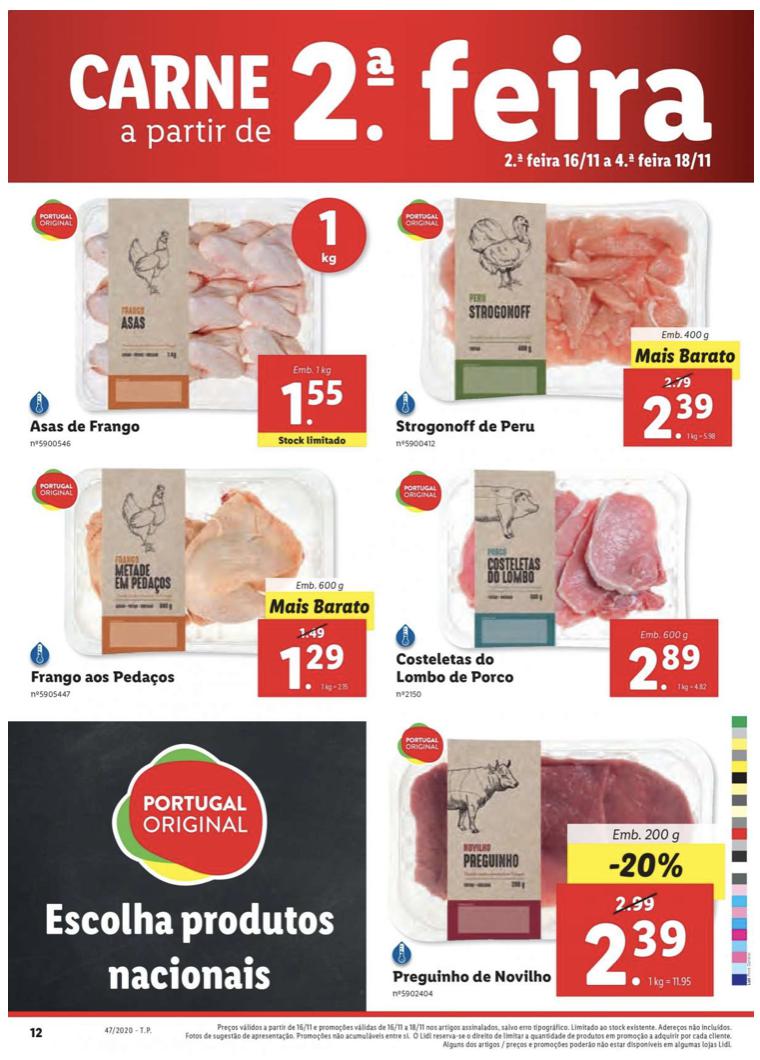 CARNE
a partir de
2.ª feira
2.ª feira 16/11 a 4.ª feira 18/11
PORTUGAL
ORIGINAL
FRANGO
ASAS
1 kg
1
kg
Emb. 1 kg
1.55
Stock limitado
Asas de Frango
nº5900546
PORTUGAL
ORIGINAL
PERU
STROGONOFF
400 g
Emb. 400 g
Mais Barato
2.79
2.39
1 kg = 5.98
Strogonoff de Peru
nº5900412
PORTUGAL
ORIGINAL
FRANGO
METADE
EM PEDAÇOS
600 g
Emb. 600 g
Mais Barato
1.49
1.29
1 kg = 2.15
Frango aos Pedaços
nº5905447
PORTUGAL
ORIGINAL
PORCO
COSTELETAS
DO LOMBO
600 g
Emb. 600 g
2.89
1 kg = 4.82
Costeletas do
Lombo de Porco
nº2150
PORTUGAL
ORIGINAL
Escolha produtos
nacionais
PORTUGAL
ORIGINAL
NOVILHO
PREGUINHO
200 g
Emb. 200 g
-20%
2.99
2.39
1 kg = 11.95
Preguinho de Novilho
nº5902404
12
47/2020 - T.P.
Preços válidos a partir de 16/11 e promoções válidas de 16/11 a 18/11 nos artigos assinalados, salvo erro tipográfico. Limitado ao stock existente. Adereços não incluídos.
Fotos de sugestão de apresentação. Promoções não acumuláveis entre si. O Lidl reserva-se o direito de limitar a quantidade de produtos em promoção a adquirir por cada cliente.
Alguns dos artigos / preços e promoções poderão não estar disponíveis em algumas lojas Lidl.